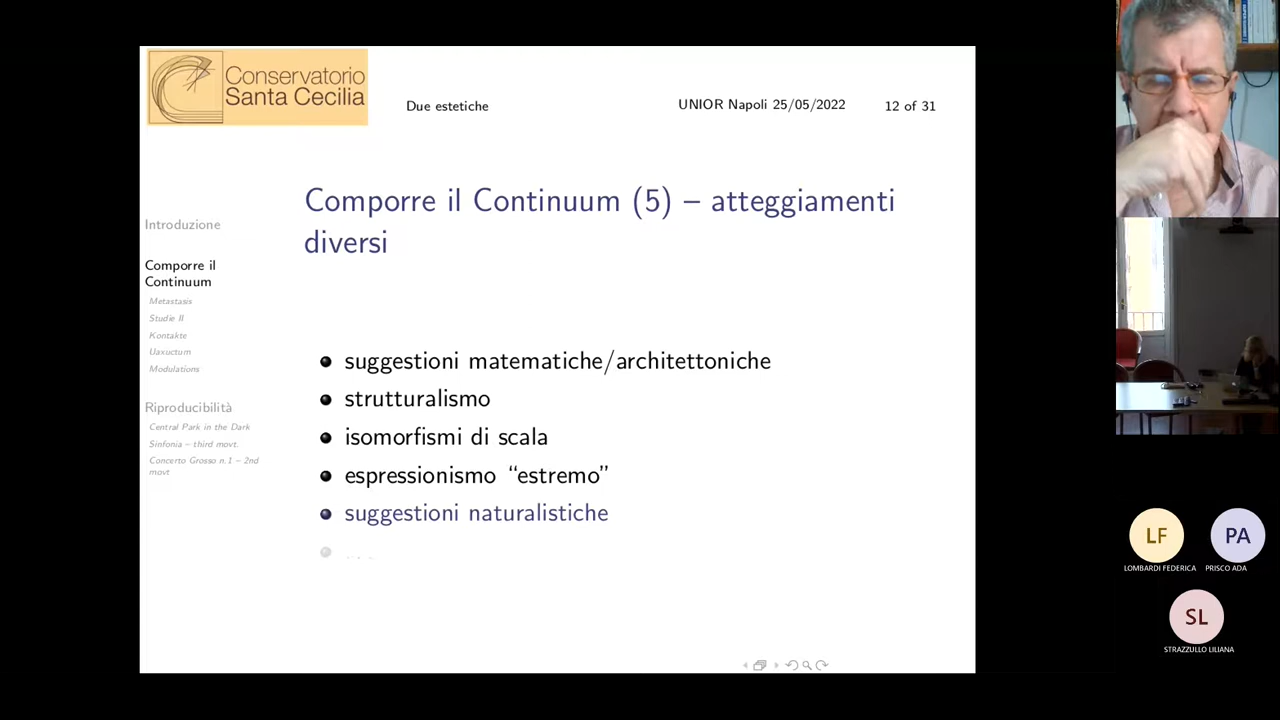 Conservatorio
Santa Cecilia
Due estetiche
UNIOR Napoli 25/05/2022
12 of 31
Comporre il Continuum (5) – atteggiamenti
diversi
Introduzione
Comporre il
Continuum
Metastasis
Studie II
Kontakte
Uaxuctum
Modulations
Riproducibilità
Central Park in the Dark
Sinfonia – third movt.
Concerto Grosso n.1 – 2nd
movt
suggestioni matematiche/architettoniche
strutturalismo
isomorfismi di scala
espressionismo “estremo”
suggestioni naturalistiche
...
LF
PA
LOMBARDI FEDERICA
PRISCO ADA
SL
STRAZZULLO LILIANA